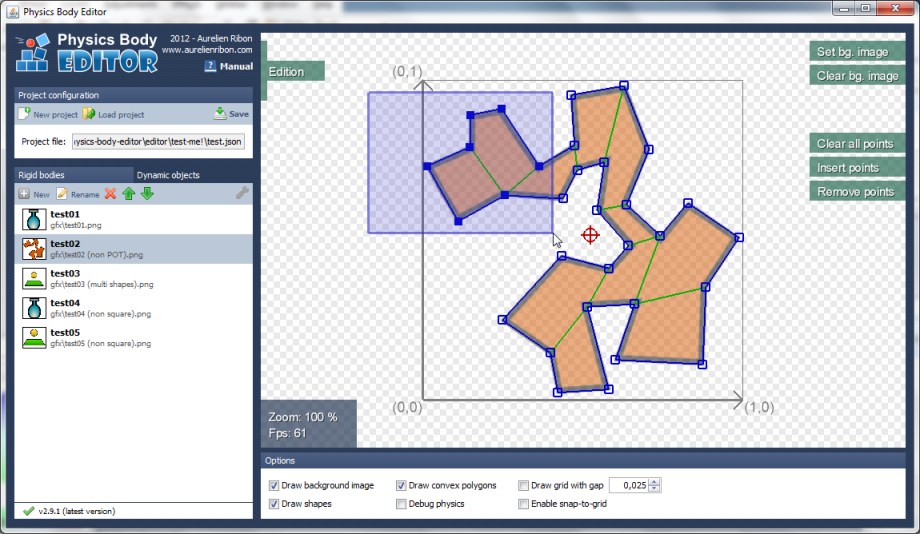 Physics Body Editor
Physics Body
EDITOR
2012 - Aurelien Ribon
www.aurelienribon.com
? Manual
Project configuration
New project
Load project
Save
Project file:
ysics-body-editor\editor\test-me!\test.json
Rigid bodies
Dynamic objects
New
Rename
test01
gfx\test01.png
test02
gfx\test02 (non POT).png
test03
gfx\test03 (multi shapes).png
test04
gfx\test04 (non square).png
test05
gfx\test05 (non square).png
v2.9.1 (latest version)
Edition
(0,1)
(0,0)
(1,0)
Set bg. image
Clear bg. image
Clear all points
Insert points
Remove points
Zoom: 100 %
Fps: 61
Options
Draw background image
Draw convex polygons
Draw grid with gap
0,025
Draw shapes
Debug physics
Enable snap-to-grid